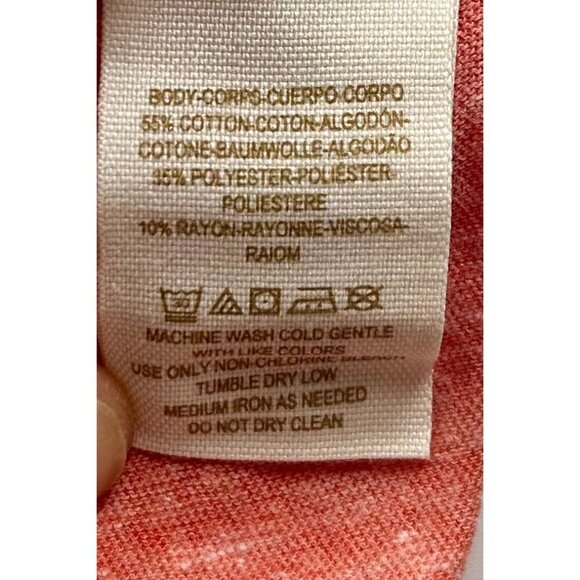 BODY-CORPS-CUERPO-CORPO
55% COTTON-COTON-ALGODÓN-
COTONE-BAUMWOLLE-ALGODAO
35% POLYESTER-POLIÉSTER-
POLIESTERE
10% RAYON-RAYONNE-VISCOSA-
RAIOM
30
MACHINE WASH COLD GENTLE
WITH LIKE COLORS
USE ONLY NON-CHLORINE BLEACH
TUMBLE DRY LOW
MEDIUM IRON AS NEEDED
DO NOT DRY CLEAN